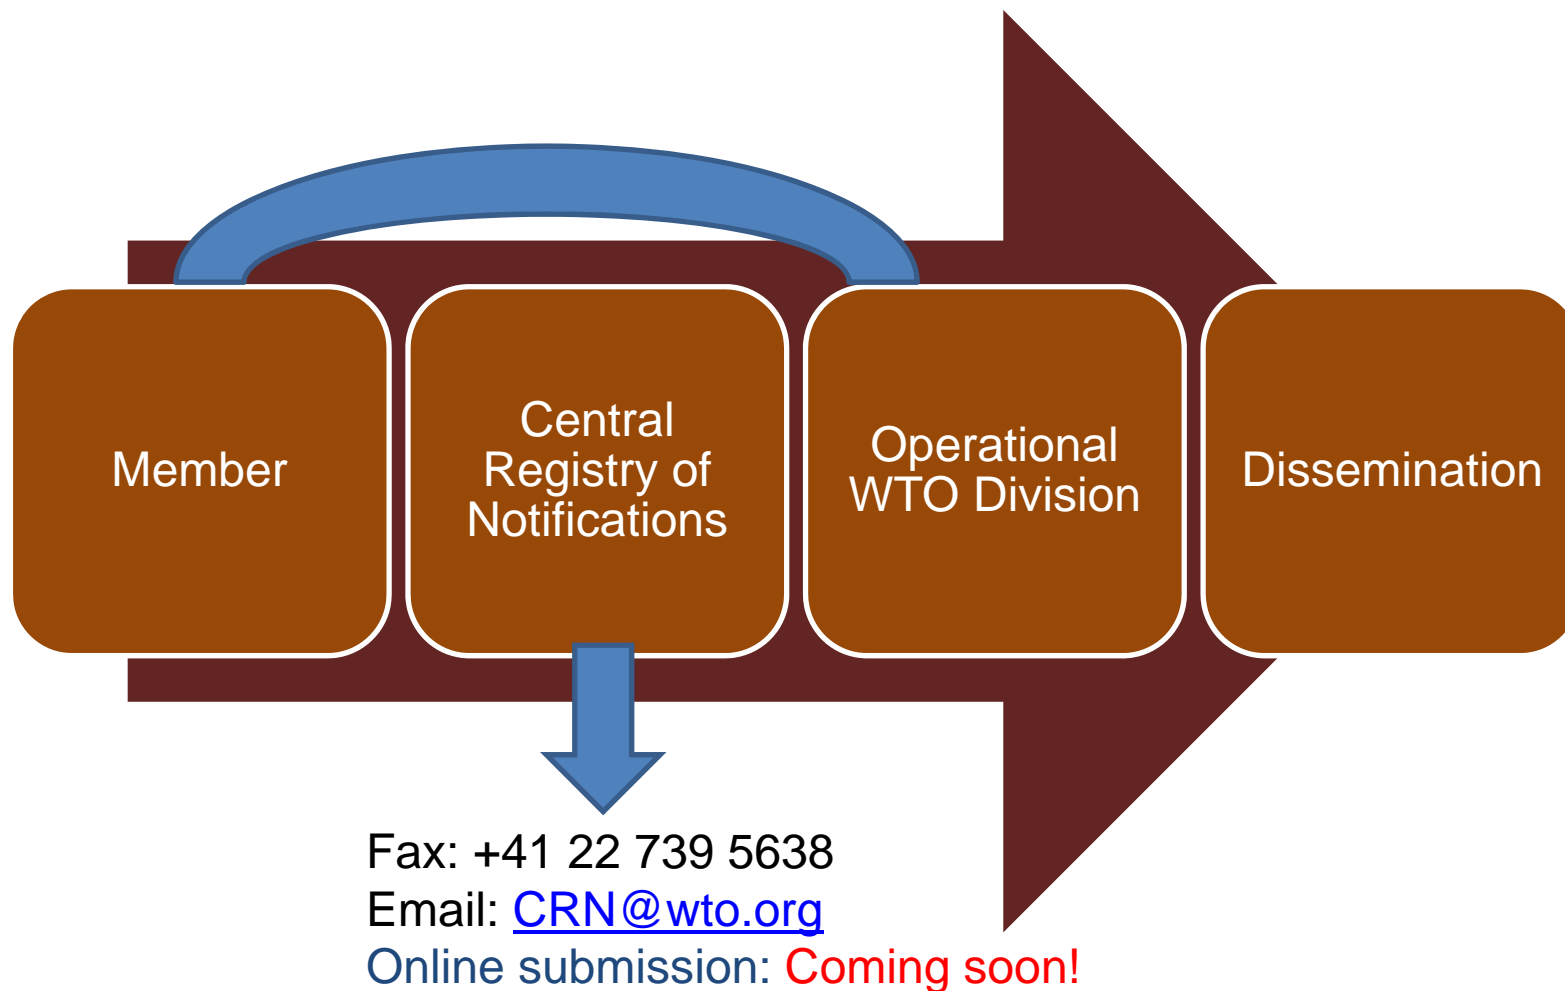 Member
Central
Registry of
Notifications
Operational
WTO Division
Dissemination
Fax: +41 22 739 5638
Email: CRN@wto.org
Online submission: Coming soon!